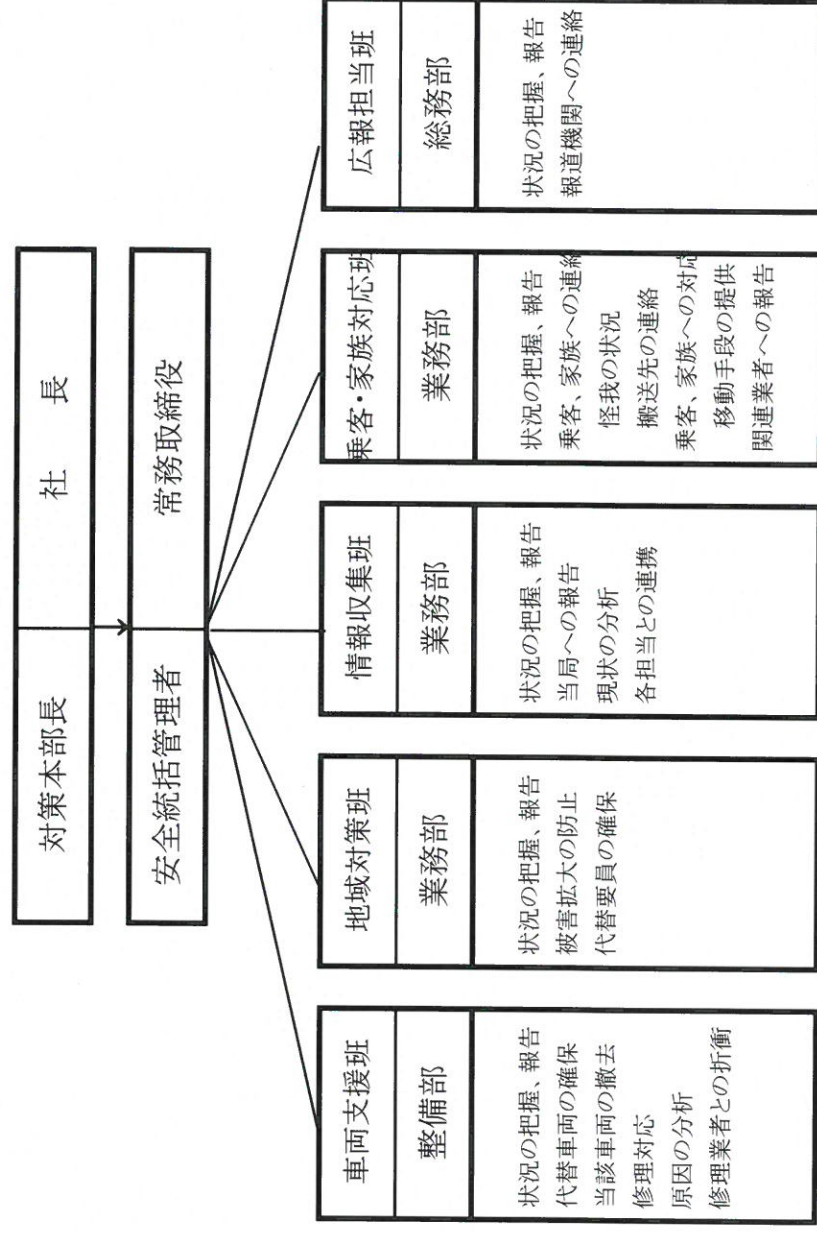 対策本部長 社　長
安全統括管理者 常務取締役
車両支援班
整備部
状況の把握、報告
代替車両の確保
当該車両の撤去
修理対応
原因の分析
修理業者との折衝
地域対策班
業務部
状況の把握、報告
被害拡大の防止
代替要員の確保
情報収集班
業務部
状況の把握、報告
当局への報告
現状の分析
各担当との連携
乗客・家族対応班
業務部
状況の把握、報告
乗客、家族への連絡
怪我の状況
搬送先の連絡
乗客、家族への対応
移動手段の提供
関連業者への報告
広報担当班
総務部
状況の把握、報告
報道機関への連絡